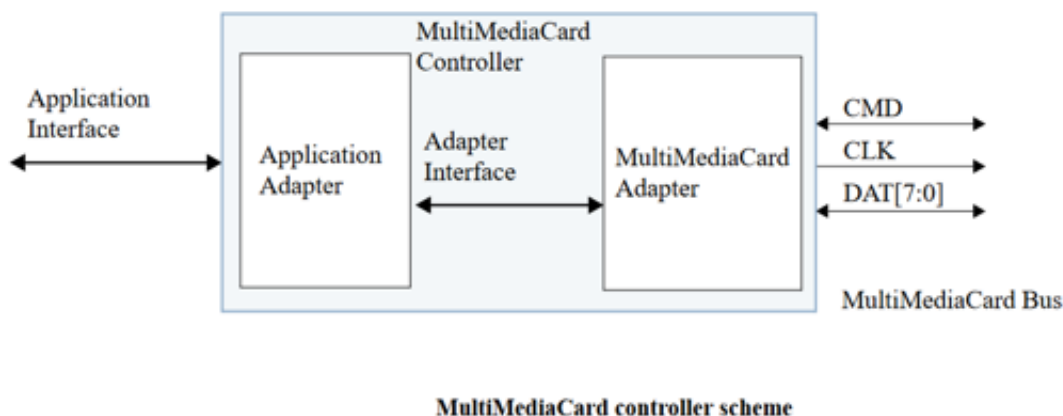 MultiMediaCard
Controller
Application
Interface
Application
Adapter
Adapter
Interface
MultiMediaCard
Adapter
CMD
CLK
DAT[7:0]
MultiMediaCard Bus
MultiMediaCard controller scheme